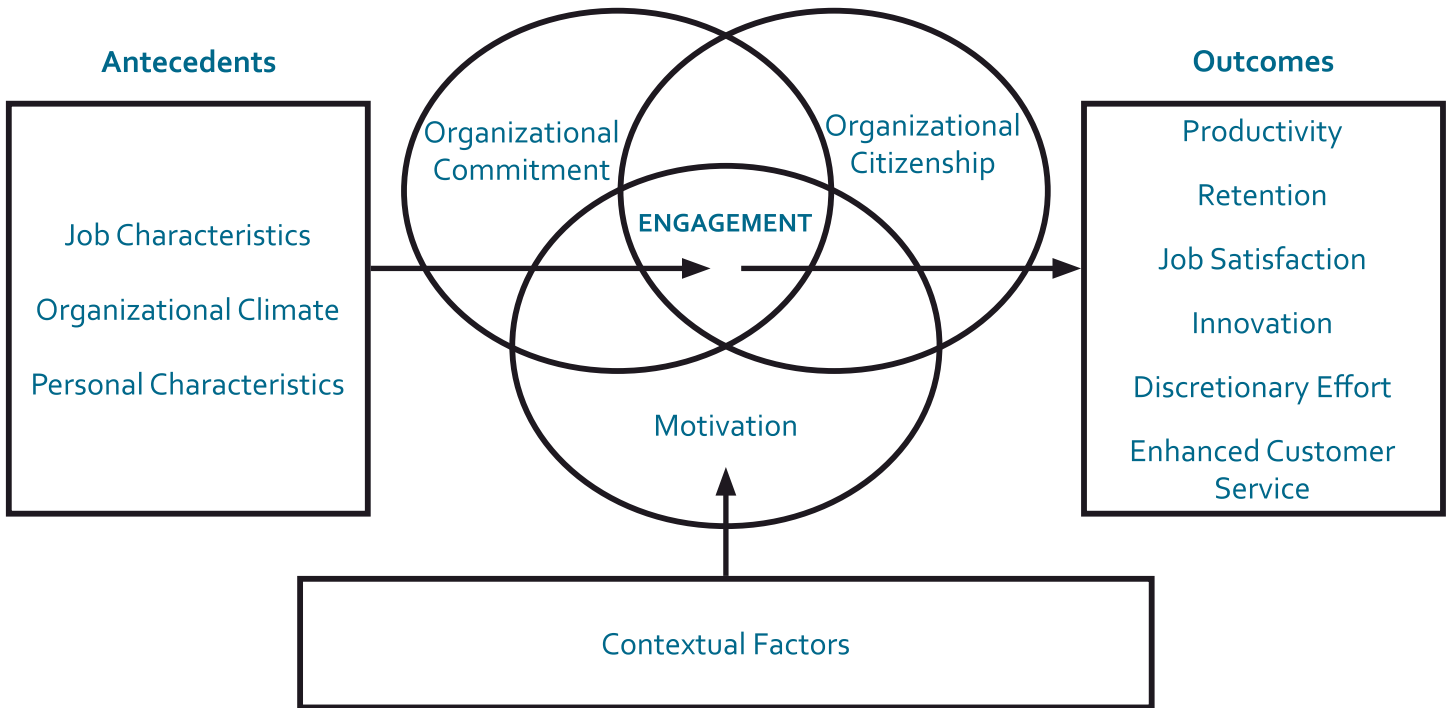 Antecedents
Job Characteristics
Organizational Climate
Personal Characteristics
Organizational
Commitment
Organizational
Citizenship
ENGAGEMENT
Motivation
Outcomes
Productivity
Retention
Job Satisfaction
Innovation
Discretionary Effort
Enhanced Customer
Service
Contextual Factors